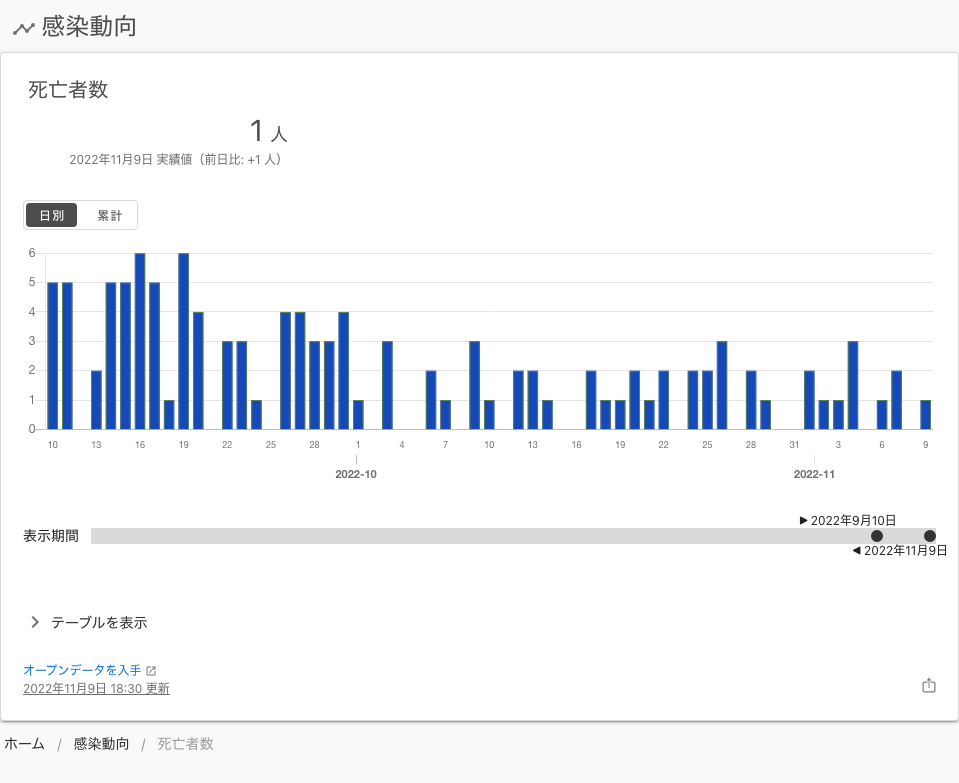 感染動向
死亡者数
1 人
2022年11月9日 実績値（前日比: +1 人）
日別 累計
6
5
4
3
2
1
0
10 13 16 19 22 25 28 1 4 7 10 13 16 19 22 25 28 31 3 6 9
2022-10 2022-11
▶ 2022年9月10日
表示期間
◀ 2022年11月9日
テーブルを表示
オープンデータを入手
2022年11月9日 18:30 更新
ホーム / 感染動向 / 死亡者数